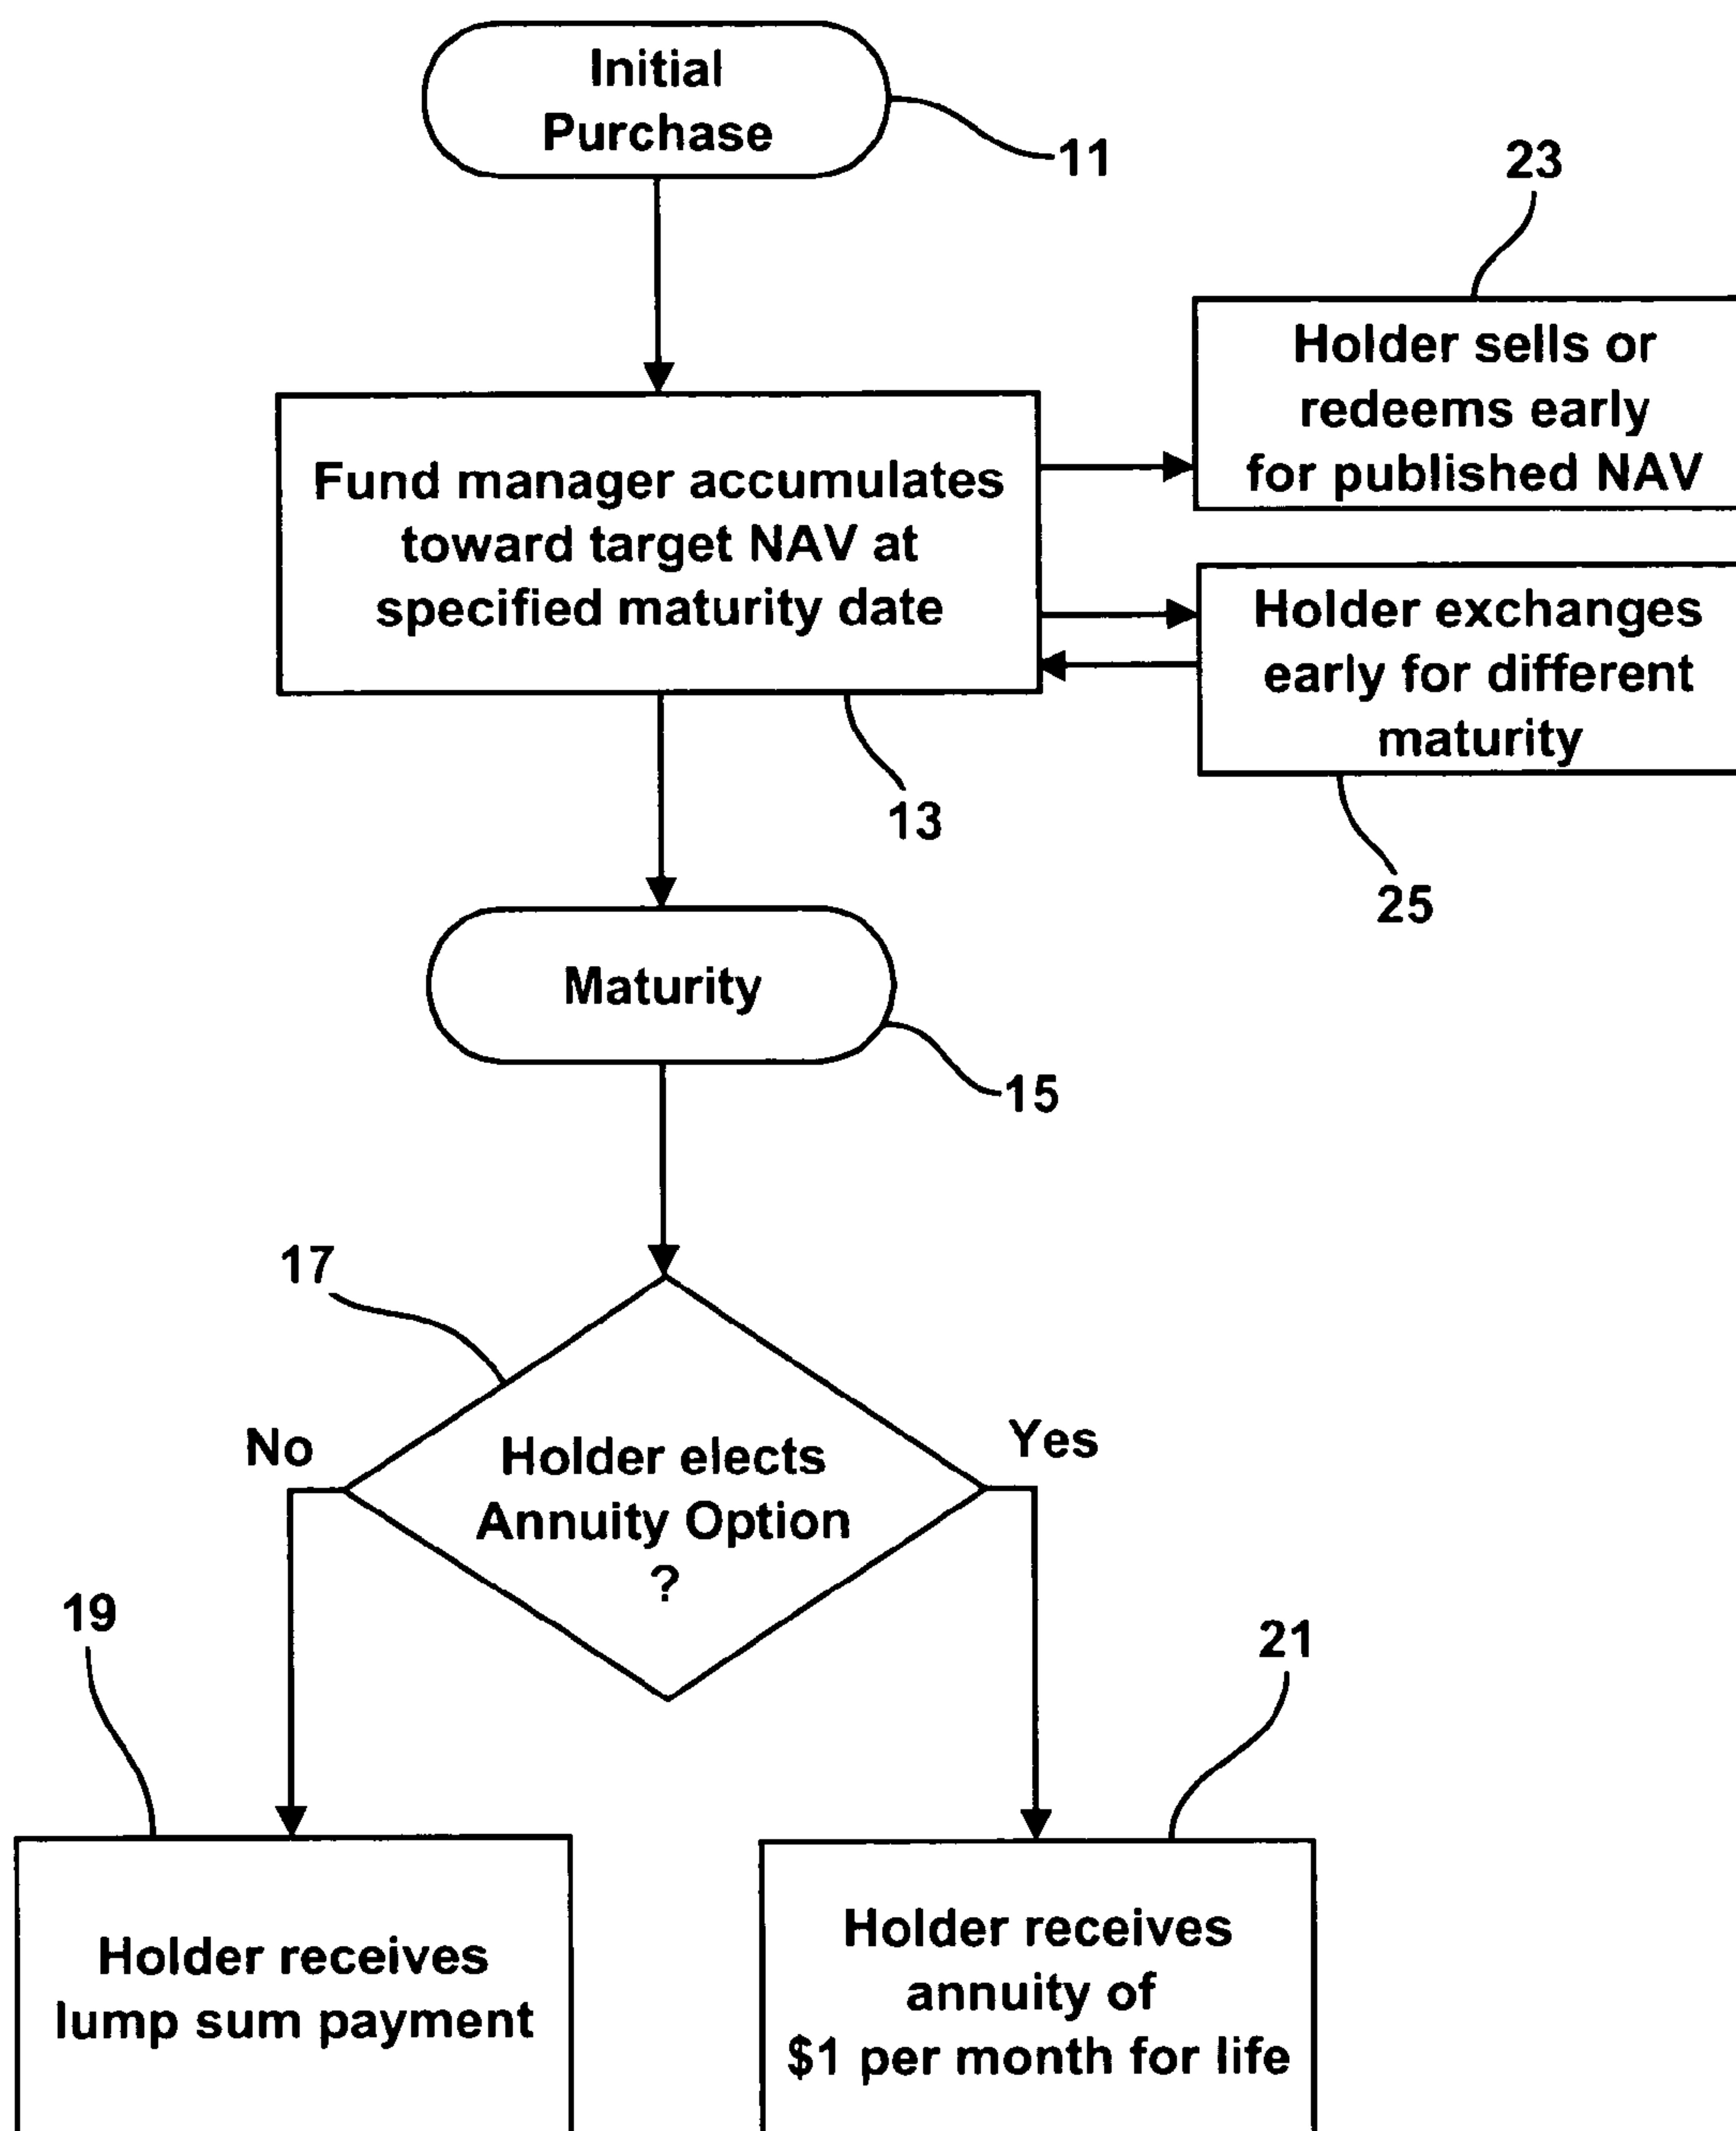 Initial
Purchase
11
23
Holder sells or
redeems early
for published NAV
Fund manager accumulates
toward target NAV at
specified maturity date
Holder exchanges
early for different
maturity
13
25
Maturity
15
17
No
Yes
Holder elects
Annuity Option
?
19
21
Holder receives
lump sum payment
Holder receives
annuity of
$1 per month for life